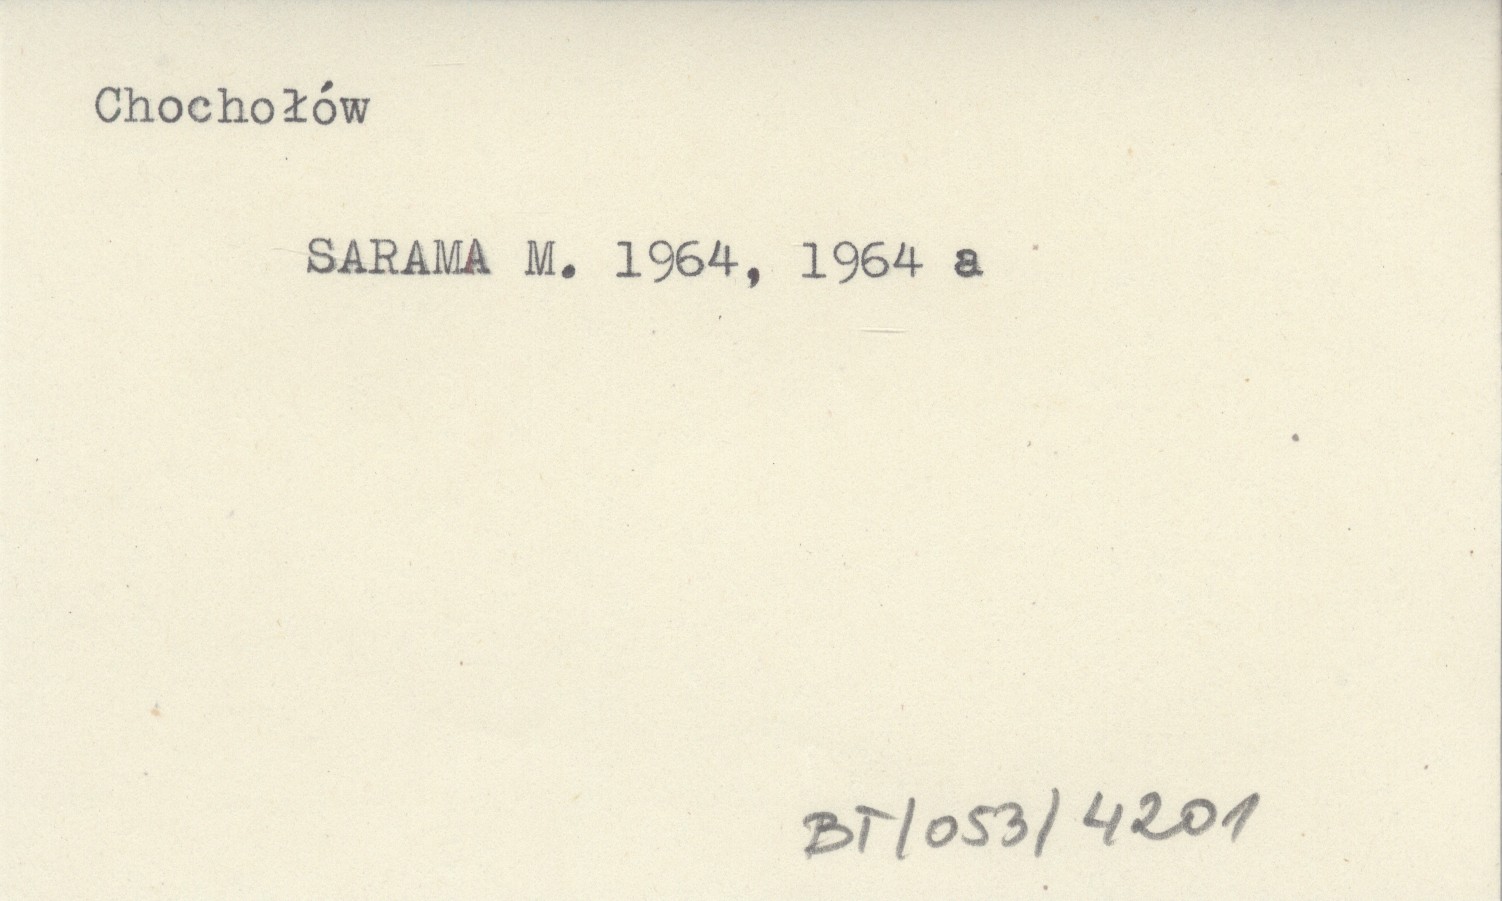 Chochołów
SARAMA M. 1964, 1964 a
BT/053/4201